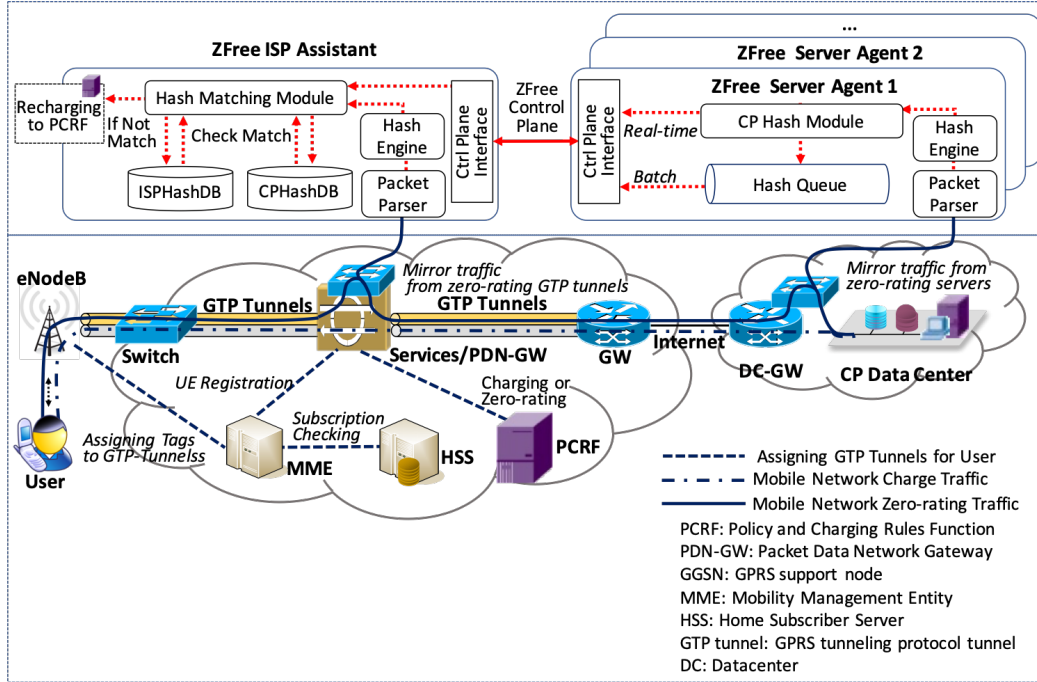 ...
ZFree ISP Assistant
ZFree Server Agent 2
ZFree Server Agent 1
Recharging
to PCRF
Hash Matching Module
If Not
Match
Check Match
Hash
Engine
ISPHashDB
CPHashDB
Packet
Parser
Ctrl Plane
Interface
ZFree
Control
Plane
Ctrl Plane
Interface
Real-time
CP Hash Module
Hash
Engine
Batch
Hash Queue
Packet
Parser
eNodeB
Mirror traffic
from zero-rating GTP tunnels
Mirror traffic from
zero-rating servers
GTP Tunnels
GTP Tunnels
Switch
Services/PDN-GW
GW
Internet
DC-GW
CP Data Center
UE Registration
Charging or
Zero-rating
Subscription
Checking
Assigning Tags
to GTP-Tunnelss
User
MME
HSS
PCRF
Assigning GTP Tunnels for User
Mobile Network Charge Traffic
Mobile Network Zero-rating Traffic
PCRF: Policy and Charging Rules Function
PDN-GW: Packet Data Network Gateway
GGSN: GPRS support node
MME: Mobility Management Entity
HSS: Home Subscriber Server
GTP tunnel: GPRS tunneling protocol tunnel
DC: Datacenter